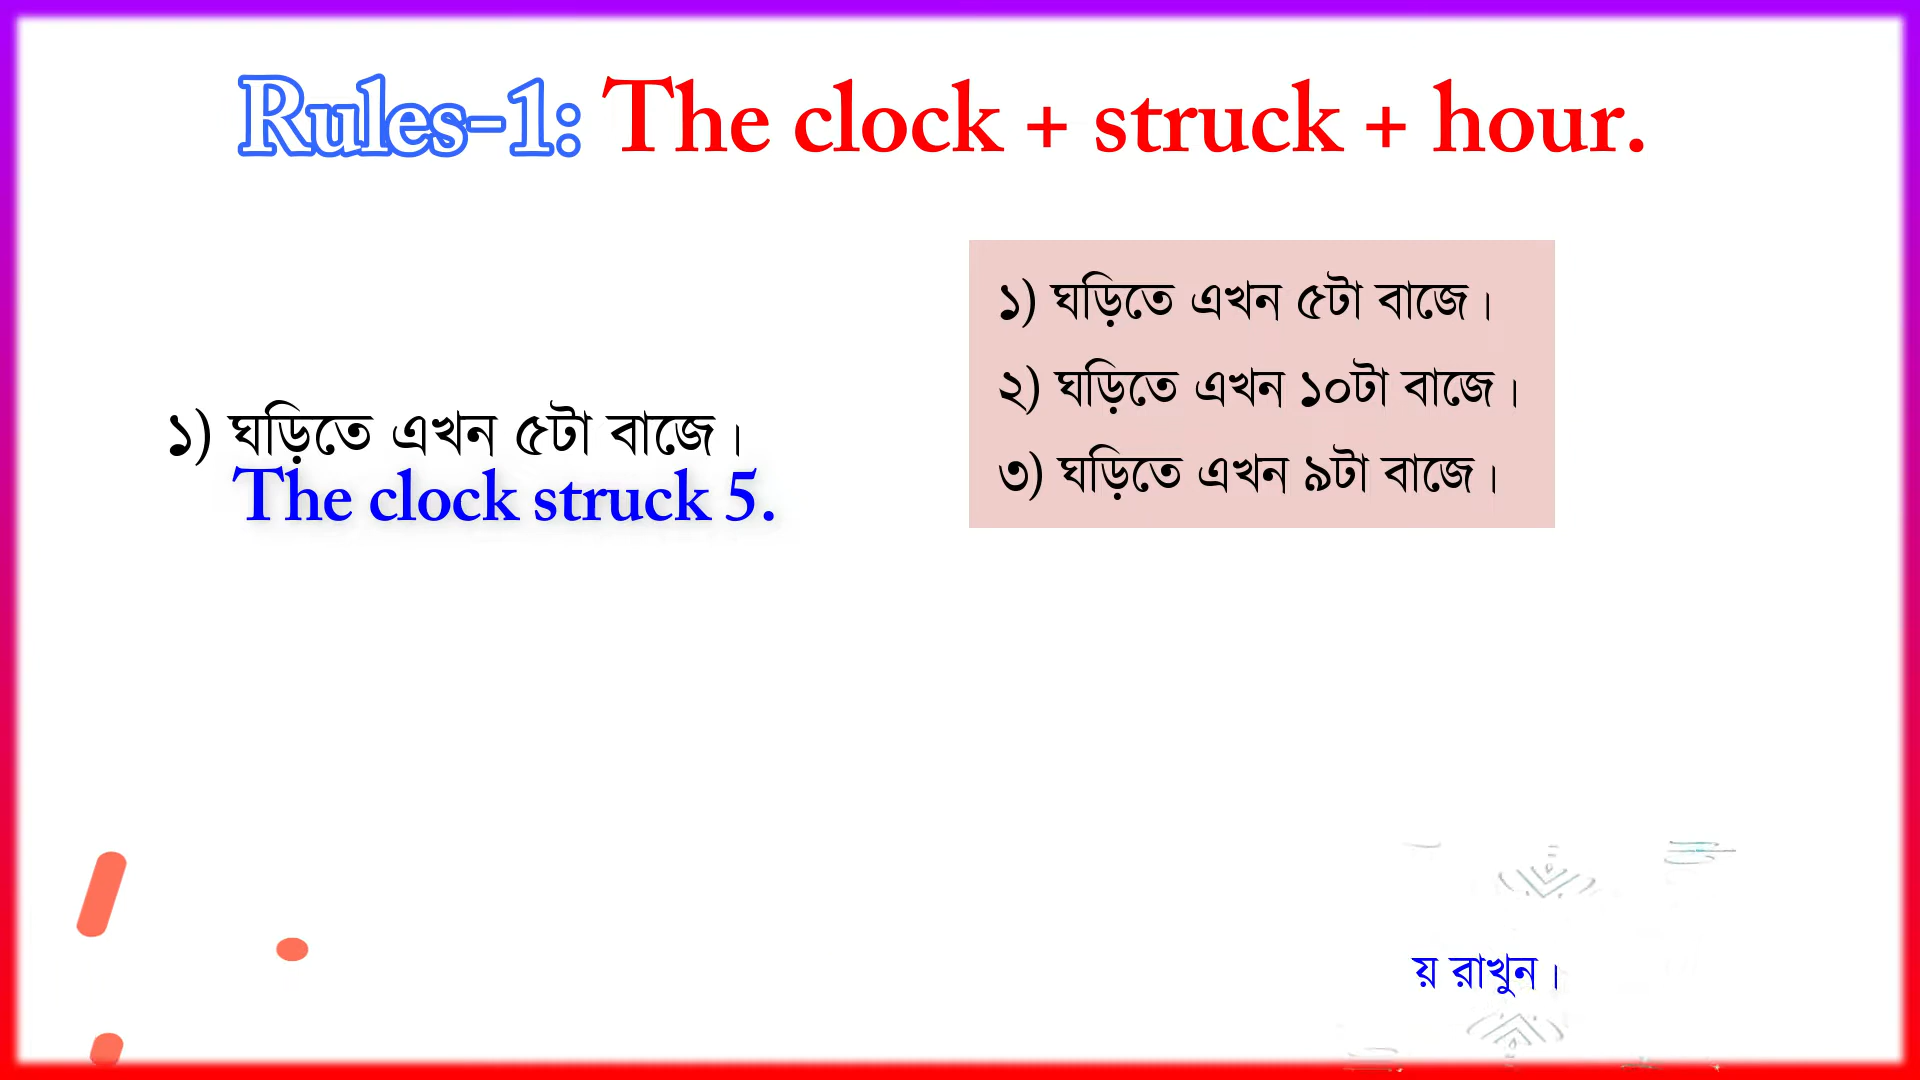 Rules-1: The clock + struck + hour.
১) ঘড়িতে এখন ৫টা বাজে।
The clock struck 5.
১) ঘড়িতে এখন ৫টা বাজে।
২) ঘড়িতে এখন ১০টা বাজে।
৩) ঘড়িতে এখন ৯টা বাজে।
য় রাখুন।